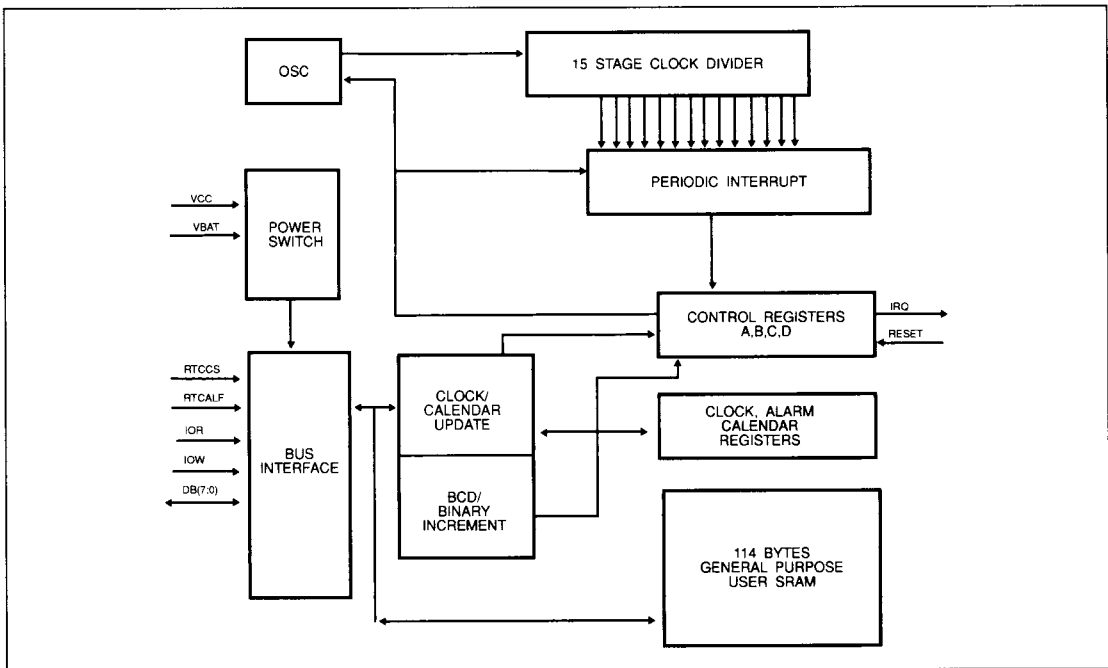 OSC
15 STAGE CLOCK DIVIDER
PERIODIC INTERRUPT
VCC
VBAT
POWER
SWITCH
CONTROL REGISTERS
A,B,C,D
IRQ
RESET
RTCCS
RTCALF
IOR
IOW
DB(7:0)
BUS
INTERFACE
CLOCK/
CALENDAR
UPDATE
BCD/
BINARY
INCREMENT
CLOCK, ALARM
CALENDAR
REGISTERS
114 BYTES
GENERAL PURPOSE
USER SRAM